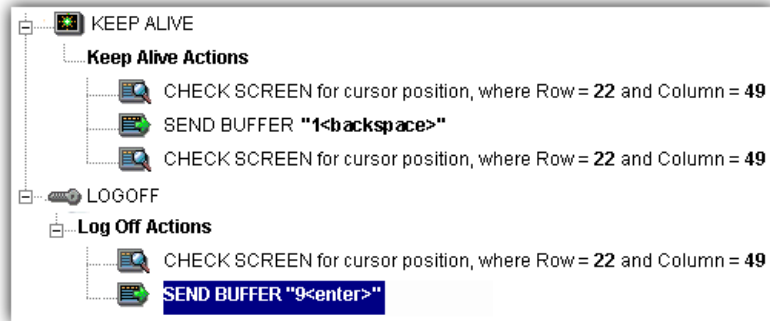 KEEP ALIVE
Keep Alive Actions
CHECK SCREEN for cursor position, where Row = 22 and Column = 49
SEND BUFFER "1<backspace>"
CHECK SCREEN for cursor position, where Row = 22 and Column = 49
LOGOFF
Log Off Actions
CHECK SCREEN for cursor position, where Row = 22 and Column = 49
SEND BUFFER "9<enter>"